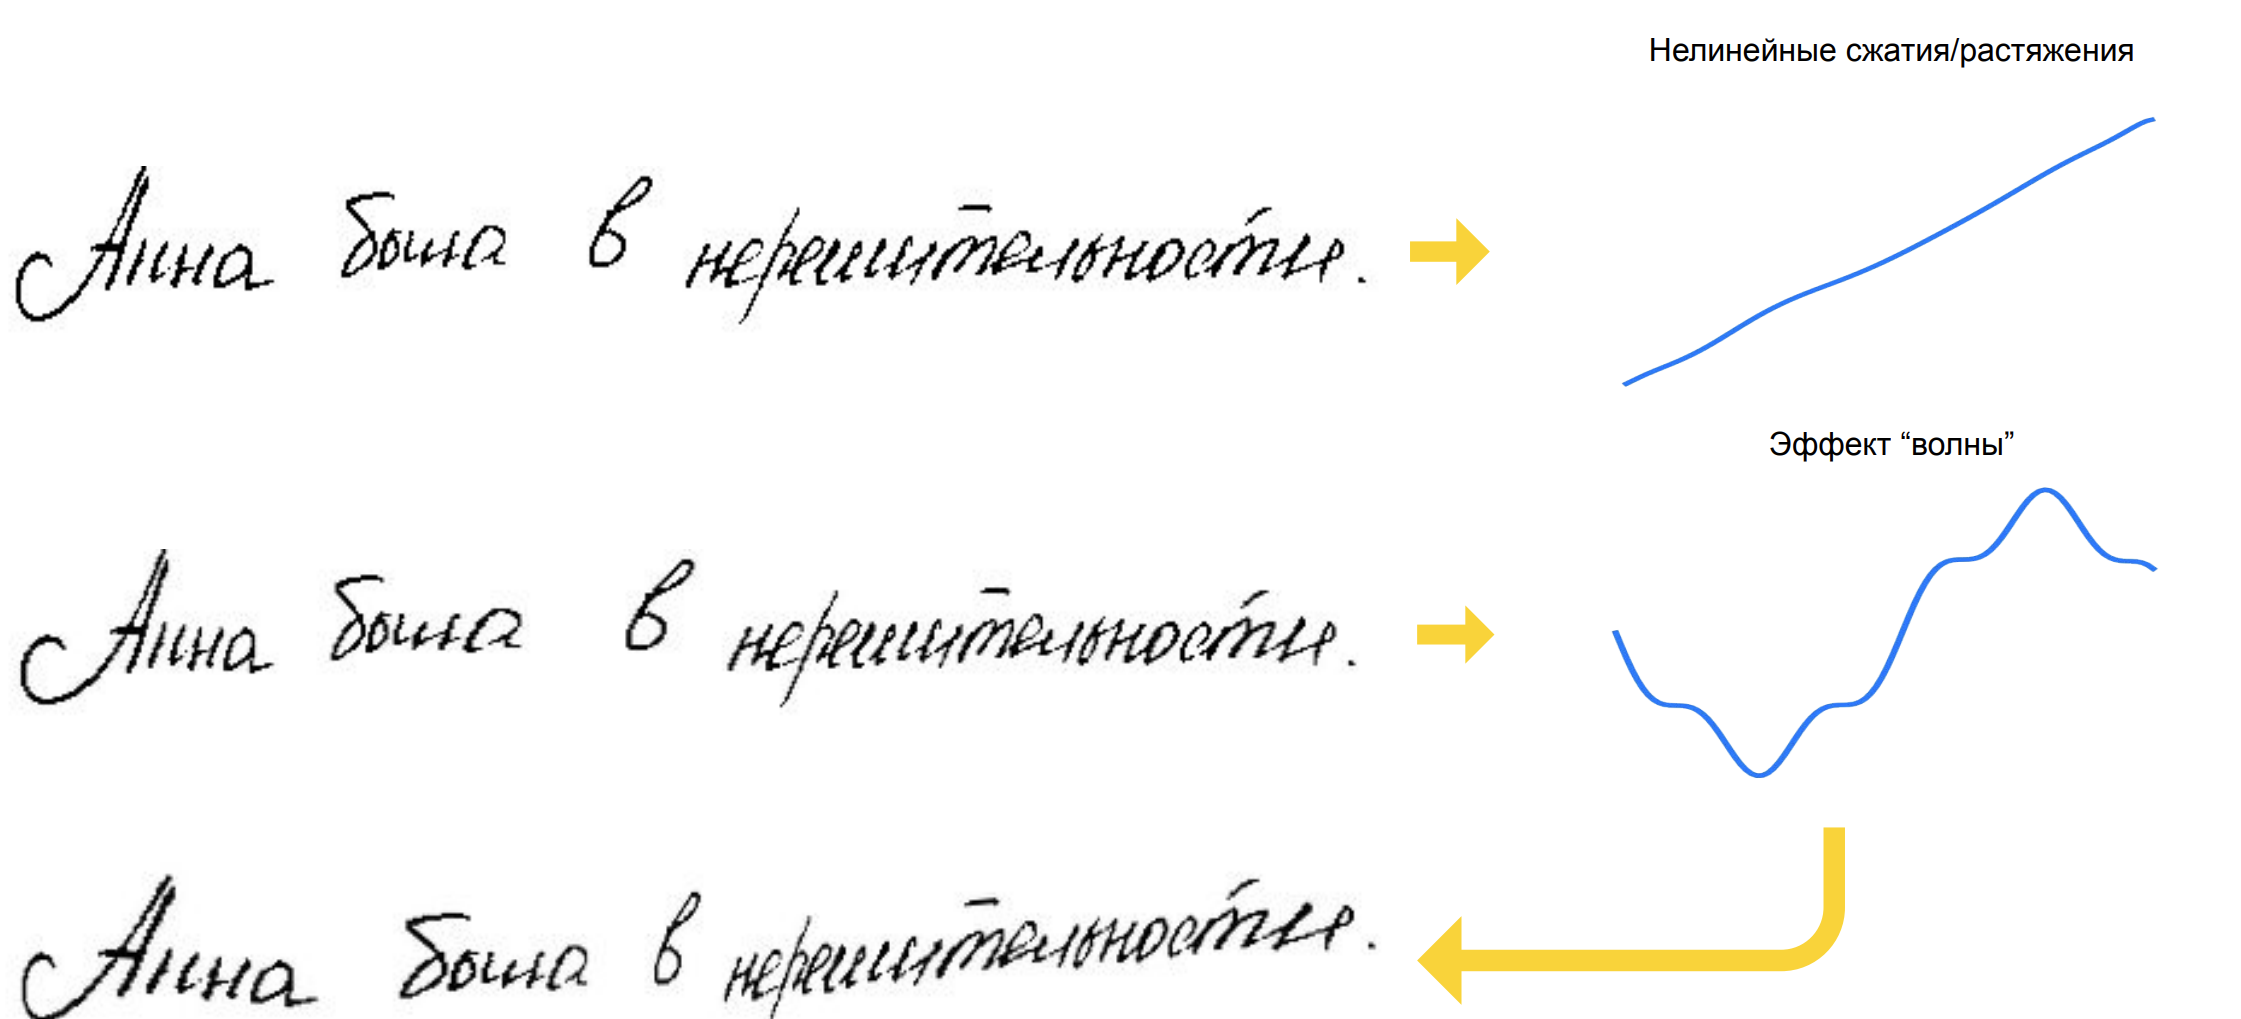 Нелинейные сжатия/растяжения
Анна была в нерешительности.
Эффект “волны”
Анна была в нерешительности.
Анна была в нерешительности.